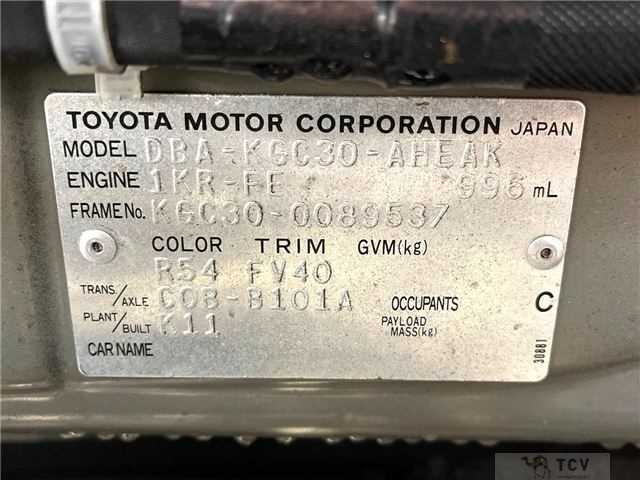 TOYOTA MOTOR CORPORATION JAPAN
MODEL DBA-KGC30-AHEAK
ENGINE 1KR-FE 996 mL
FRAME No. KGC30-0089537
COLOR TRIM GVM(kg)
R54 FV40
TRANS./AXLE C0B-B101A OCCUPANTS C
PLANT/BUILT K11 PAYLOAD MASS(kg)
CAR NAME
30881
TCV